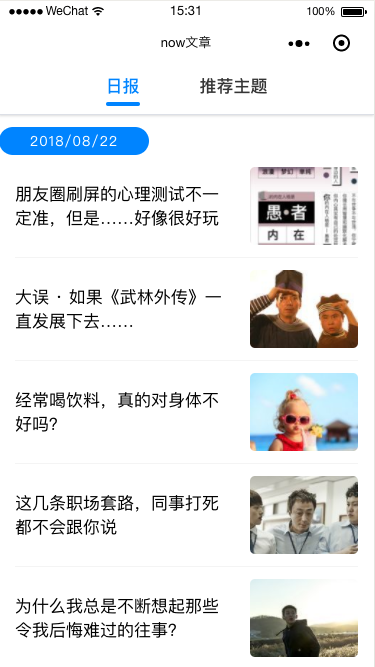 WeChat 15:31 100%
now文章
日报 推荐主题
2018/08/22
朋友圈刷屏的心理测试不一
定准，但是……好像很好玩
愚·者
内 在
大误 · 如果《武林外传》一
直发展下去……
经常喝饮料，真的对身体不
好吗？
这几条职场套路，同事打死
都不会跟你说
为什么我总是不断想起那些
令我后悔难过的往事？